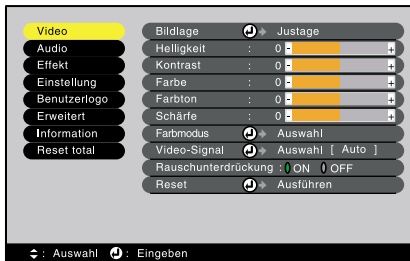 Video
Audio
Effekt
Einstellung
Benutzerlogo
Erweitert
Information
Reset total
Bildlage Justage
Helligkeit : 0 - +
Kontrast : 0 - +
Farbe : 0 - +
Farbton : 0 - +
Schärfe : 0 - +
Farbmodus Auswahl
Video-Signal Auswahl [ Auto ]
Rauschunterdrückung : ON OFF
Reset Ausführen
: Auswahl : Eingeben